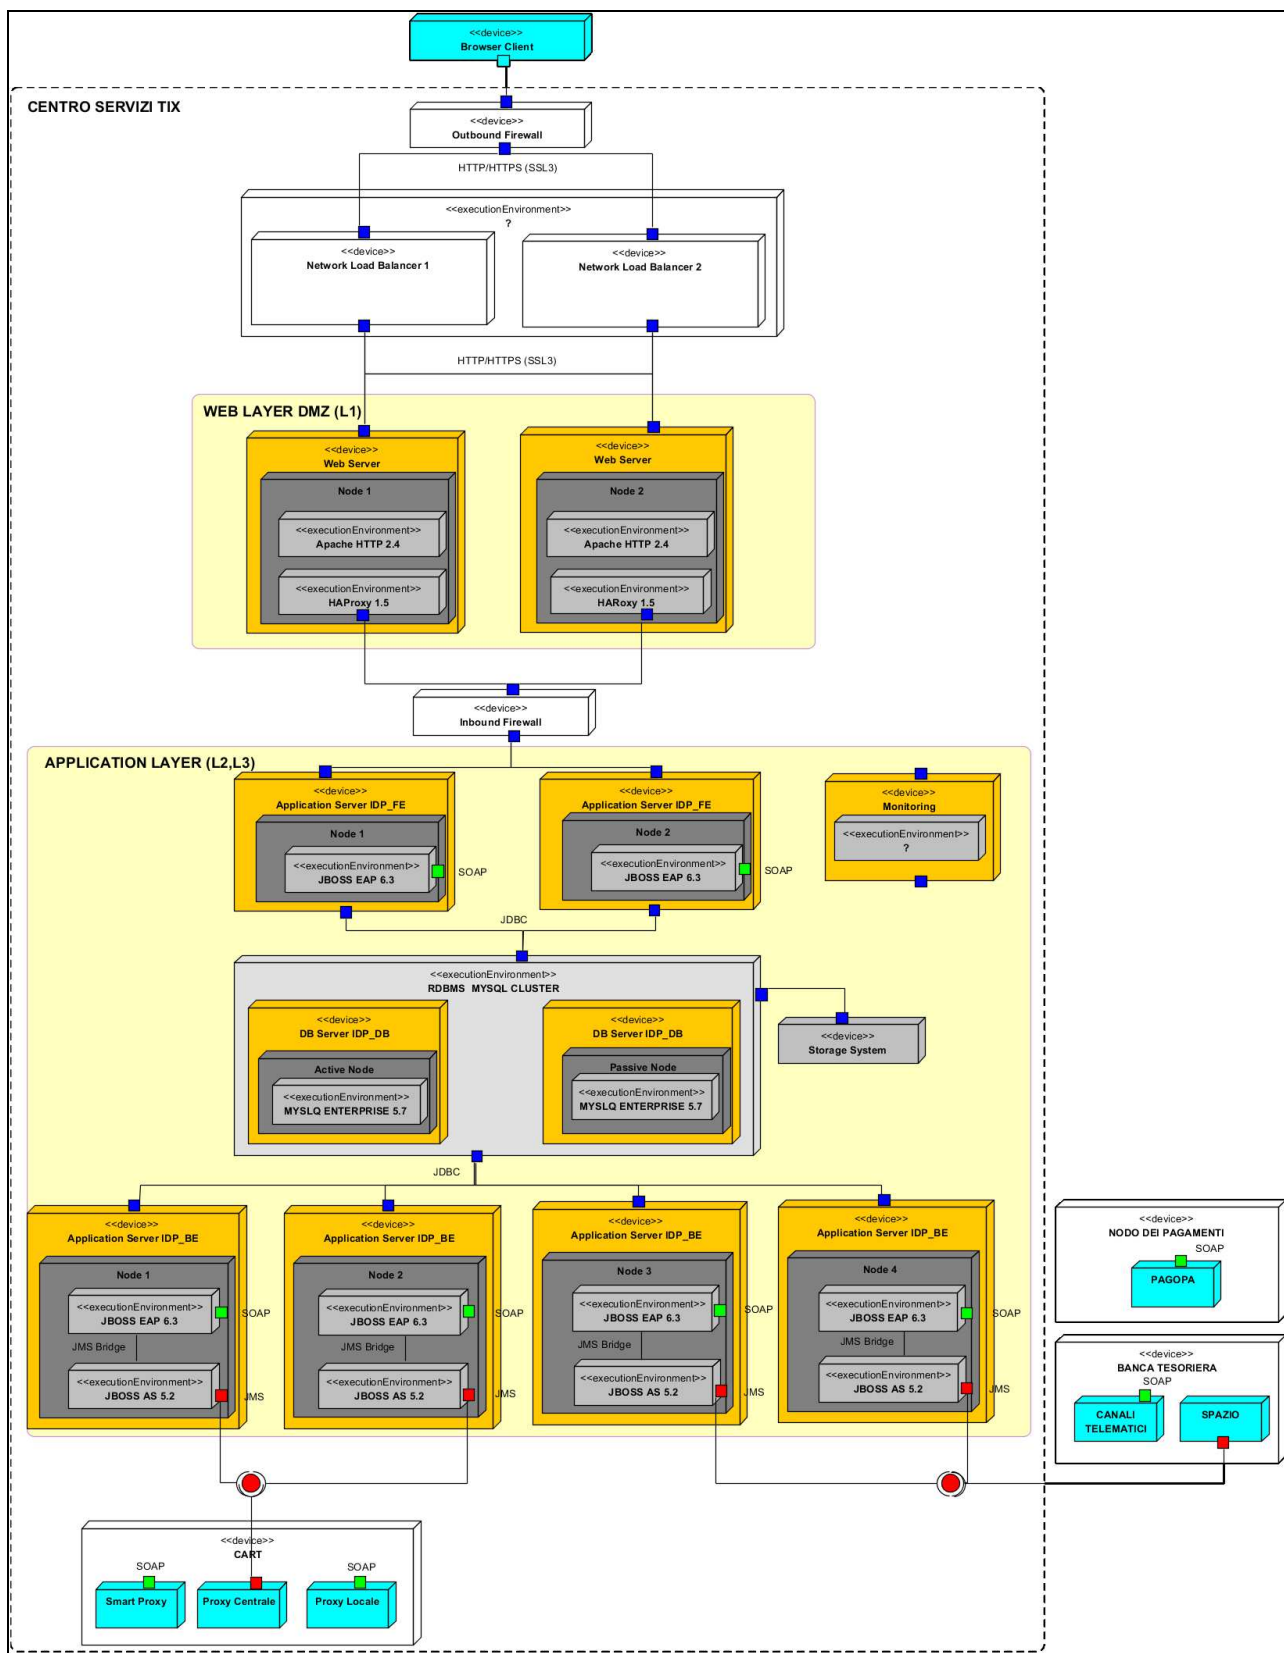 <<device>>
Browser Client
CENTRO SERVIZI TIX
<<device>>
Outbound Firewall
HTTP/HTTPS (SSL3)
<<executionEnvironment>>
?
<<device>>
Network Load Balancer 1
<<device>>
Network Load Balancer 2
HTTP/HTTPS (SSL3)
WEB LAYER DMZ (L1)
<<device>>
Web Server
Node 1
<<executionEnvironment>>
Apache HTTP 2.4
<<executionEnvironment>>
HAProxy 1.5
<<device>>
Web Server
Node 2
<<executionEnvironment>>
Apache HTTP 2.4
<<executionEnvironment>>
HARoxy 1.5
<<device>>
Inbound Firewall
APPLICATION LAYER (L2,L3)
<<device>>
Application Server IDP_FE
Node 1
<<executionEnvironment>>
JBOSS EAP 6.3
SOAP
<<device>>
Application Server IDP_FE
Node 2
<<executionEnvironment>>
JBOSS EAP 6.3
SOAP
<<device>>
Monitoring
<<executionEnvironment>>
?
JDBC
<<executionEnvironment>>
RDBMS MYSQL CLUSTER
<<device>>
DB Server IDP_DB
Active Node
<<executionEnvironment>>
MYSLQ ENTERPRISE 5.7
<<device>>
DB Server IDP_DB
Passive Node
<<executionEnvironment>>
MYSLQ ENTERPRISE 5.7
<<device>>
Storage System
JDBC
<<device>>
Application Server IDP_BE
Node 1
<<executionEnvironment>>
JBOSS EAP 6.3
SOAP
JMS Bridge
<<executionEnvironment>>
JBOSS AS 5.2
JMS
<<device>>
Application Server IDP_BE
Node 2
<<executionEnvironment>>
JBOSS EAP 6.3
SOAP
JMS Bridge
<<executionEnvironment>>
JBOSS AS 5.2
JMS
<<device>>
Application Server IDP_BE
Node 3
<<executionEnvironment>>
JBOSS EAP 6.3
SOAP
JMS Bridge
<<executionEnvironment>>
JBOSS AS 5.2
JMS
<<device>>
Application Server IDP_BE
Node 4
<<executionEnvironment>>
JBOSS EAP 6.3
SOAP
JMS Bridge
<<executionEnvironment>>
JBOSS AS 5.2
JMS
<<device>>
NODO DEI PAGAMENTI
SOAP
PAGOPA
<<device>>
BANCA TESORIERA
SOAP
CANALI
TELEMATICI
SPAZIO
<<device>>
CART
SOAP
Smart Proxy
Proxy Centrale
SOAP
Proxy Locale